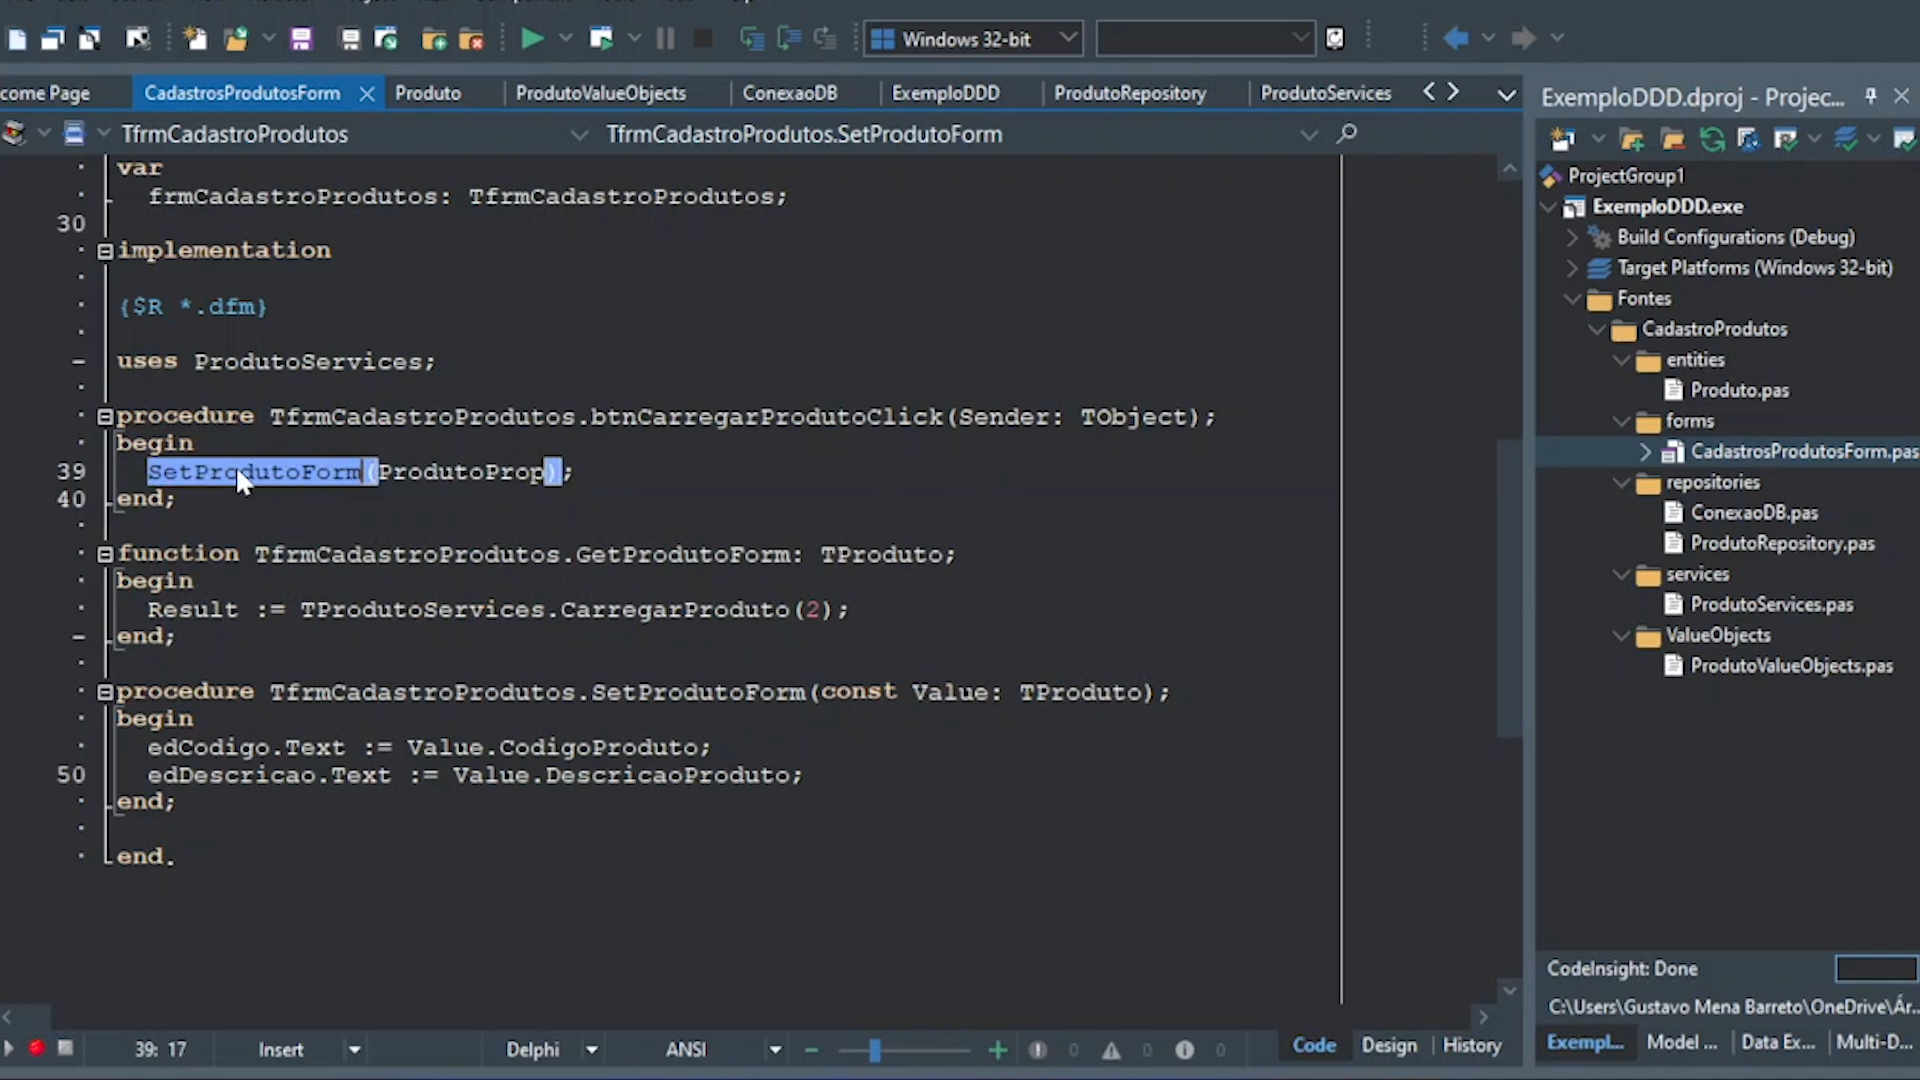 Windows 32-bit
come Page
CadastrosProdutosForm
Produto
ProdutoValueObjects
ConexaoDB
ExemploDDD
ProdutoRepository
ProdutoServices
TfrmCadastroProdutos
TfrmCadastroProdutos.SetProdutoForm
var
frmCadastroProdutos: TfrmCadastroProdutos;
30
implementation
{$R *.dfm}
uses ProdutoServices;
procedure TfrmCadastroProdutos.btnCarregarProdutoClick(Sender: TObject);
begin
39 SetProdutoForm(ProdutoProp);
40 end;
function TfrmCadastroProdutos.GetProdutoForm: TProduto;
begin
Result := TProdutoServices.CarregarProduto(2);
end;
procedure TfrmCadastroProdutos.SetProdutoForm(const Value: TProduto);
begin
edCodigo.Text := Value.CodigoProduto;
50 edDescricao.Text := Value.DescricaoProduto;
end;
end.
39: 17
Insert
Delphi
ANSI
0
0
0
Code
Design
History
ExemploDDD.dproj - Projec...
ProjectGroup1
ExemploDDD.exe
Build Configurations (Debug)
Target Platforms (Windows 32-bit)
Fontes
CadastroProdutos
entities
Produto.pas
forms
CadastrosProdutosForm.pas
repositories
ConexaoDB.pas
ProdutoRepository.pas
services
ProdutoServices.pas
ValueObjects
ProdutoValueObjects.pas
CodeInsight: Done
C:\Users\Gustavo Mena Barreto\OneDrive\Ár...
Exempl...
Model ...
Data Ex...
Multi-D...